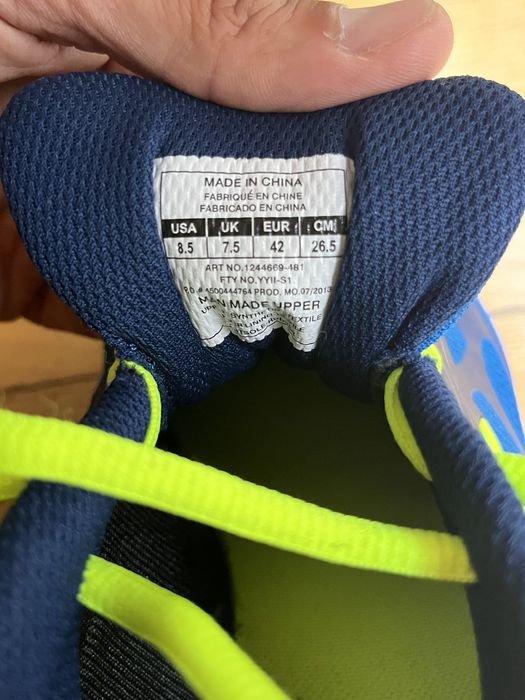 MADE IN CHINA
FABRIQUÉ EN CHINE
FABRICADO EN CHINA
USA UK EUR CM
8.5 7.5 42 26.5
ART NO.1244669-481
FTY NO.YYII-S1
P.O.# 4500444764 PROD. MO.07/2013
MAN MADE UPPER